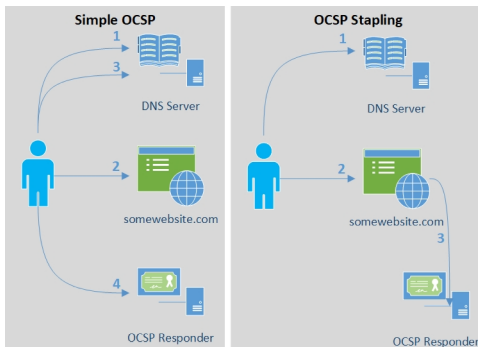 Simple OCSP
1
3
DNS Server
2
somewebsite.com
4
OCSP Responder
OCSP Stapling
1
DNS Server
2
somewebsite.com
3
OCSP Responder